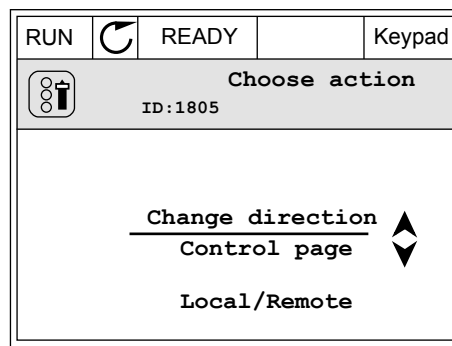 RUN READY Keypad
Choose action
ID:1805
Change direction
Control page
Local/Remote